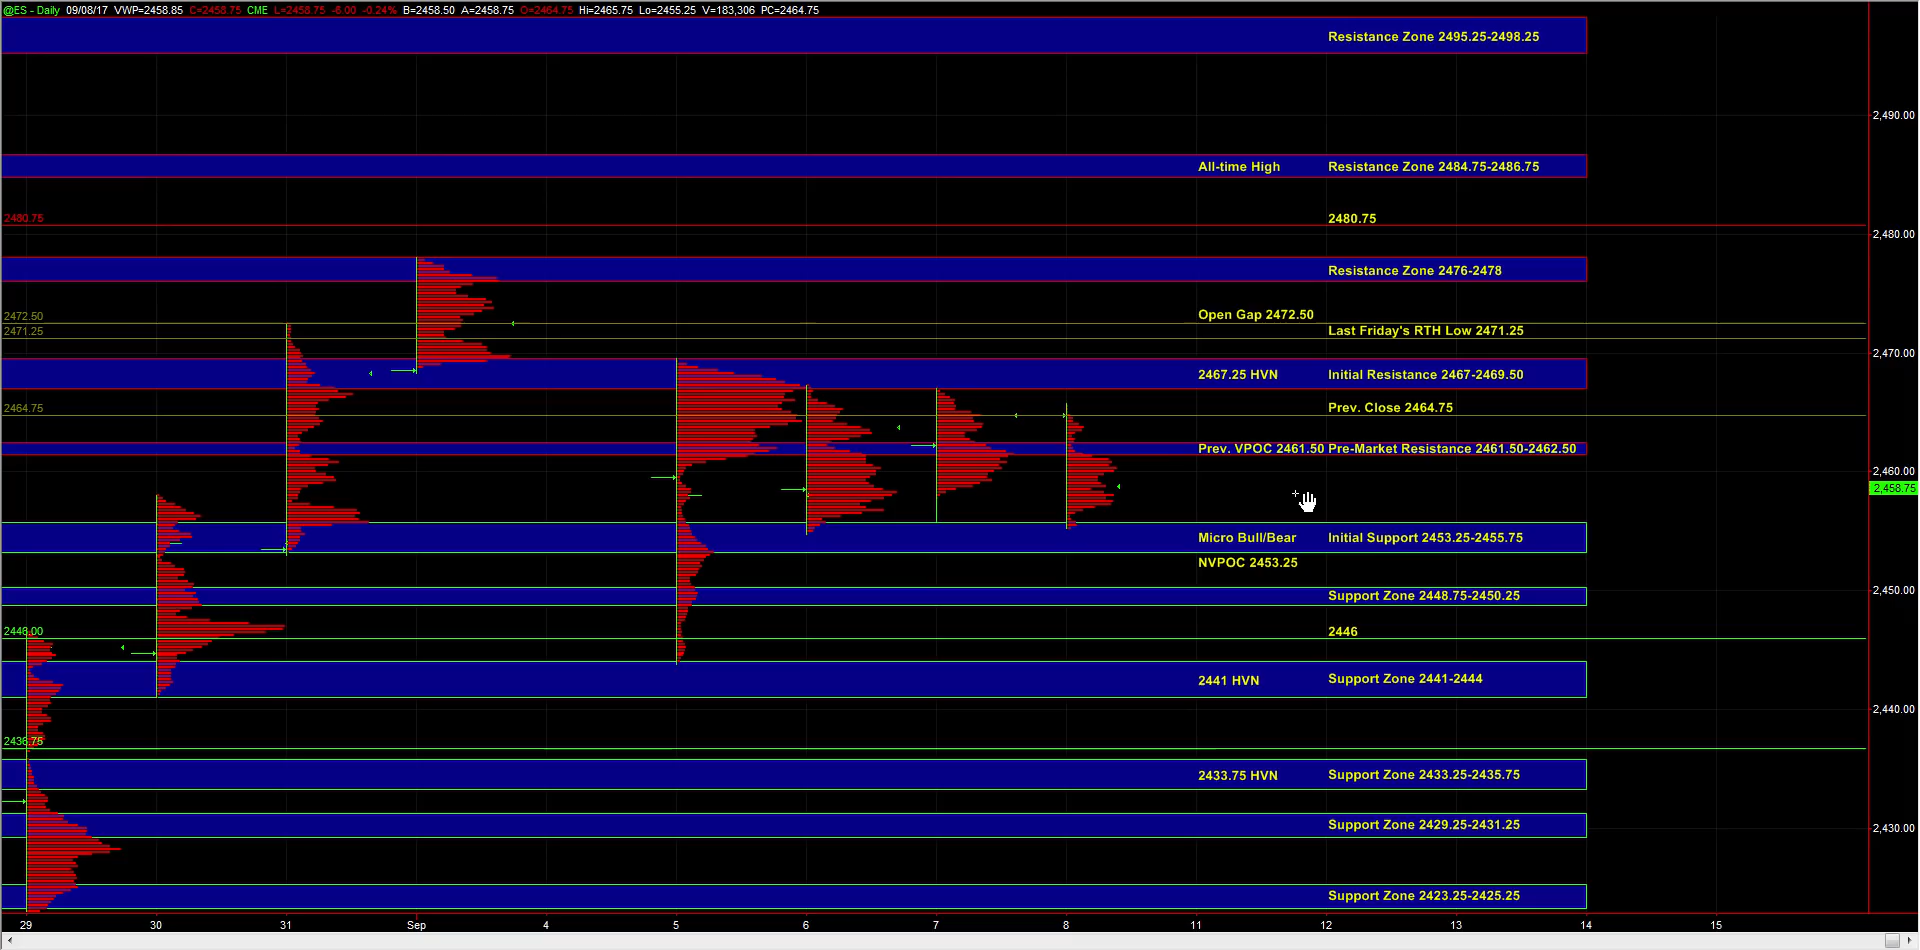 @ES - Daily 09/08/17 VWP=2458.85 C=2458.75 CME L=2458.75 -6.00 -0.24% B=2458.50 A=2458.75 O=2464.75 Hi=2465.75 Lo=2455.25 V=183,306 PC=2464.75
Resistance Zone 2495.25-2498.25
2,490.00
All-time High Resistance Zone 2484.75-2486.75
2480.75 2480.75
2,480.00
Resistance Zone 2476-2478
2472.50 Open Gap 2472.50
2471.25 Last Friday's RTH Low 2471.25
2,470.00
2467.25 HVN Initial Resistance 2467-2469.50
2464.75 Prev. Close 2464.75
Prev. VPOC 2461.50 Pre-Market Resistance 2461.50-2462.50
2,460.00
2,458.75
Micro Bull/Bear Initial Support 2453.25-2455.75
NVPOC 2453.25
2,450.00
Support Zone 2448.75-2450.25
2446.00 2446
2441 HVN Support Zone 2441-2444
2,440.00
2436.75
2433.75 HVN Support Zone 2433.25-2435.75
Support Zone 2429.25-2431.25
2,430.00
Support Zone 2423.25-2425.25
29 30 31 Sep 4 5 6 7 8 11 12 13 14 15